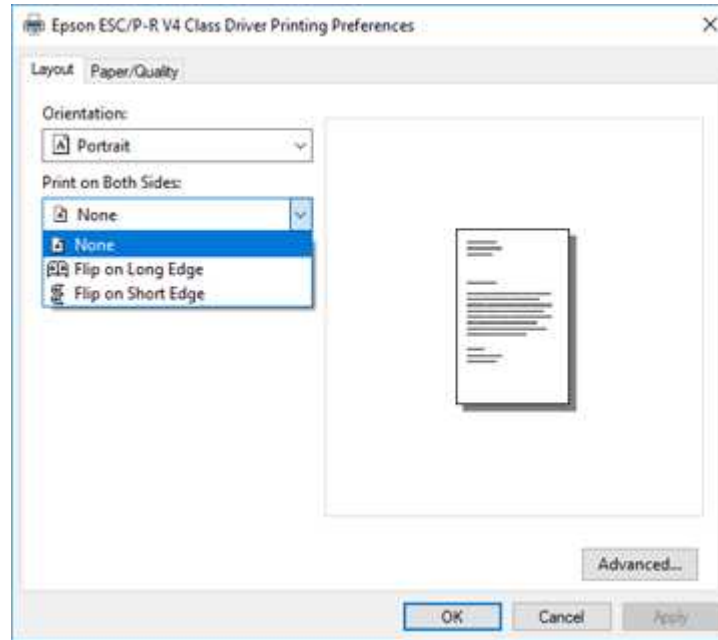 Epson ESC/P-R V4 Class Driver Printing Preferences
Layout Paper/Quality
Orientation:
Portrait
Print on Both Sides:
None
None
Flip on Long Edge
Flip on Short Edge
Advanced...
OK Cancel Apply